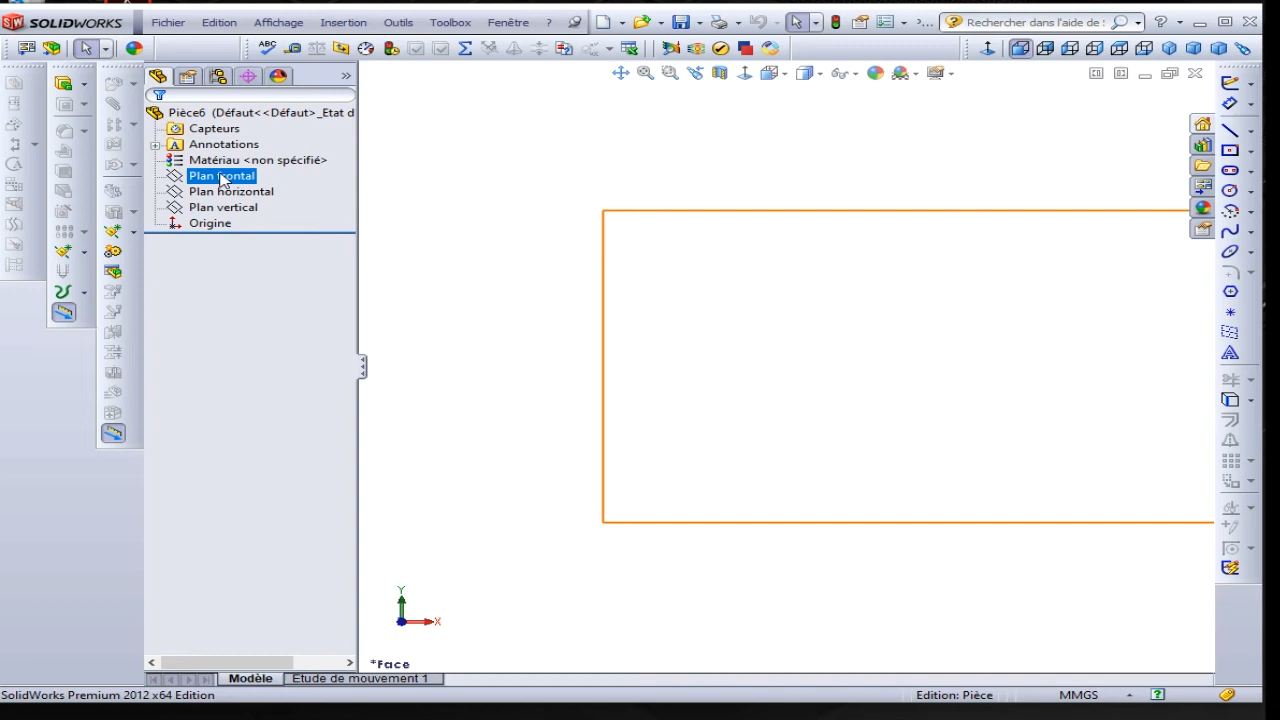 SOLIDWORKS Fichier Edition Affichage Insertion Outils Toolbox Fenêtre ? Rechercher dans l'aide de
Pièce6 (Défaut<<Défaut>_Etat d
Capteurs
Annotations
Matériau <non spécifié>
Plan frontal
Plan horizontal
Plan vertical
Origine
Y
X
*Face
Modèle Etude de mouvement 1
SolidWorks Premium 2012 x64 Edition Edition: Pièce MMGS